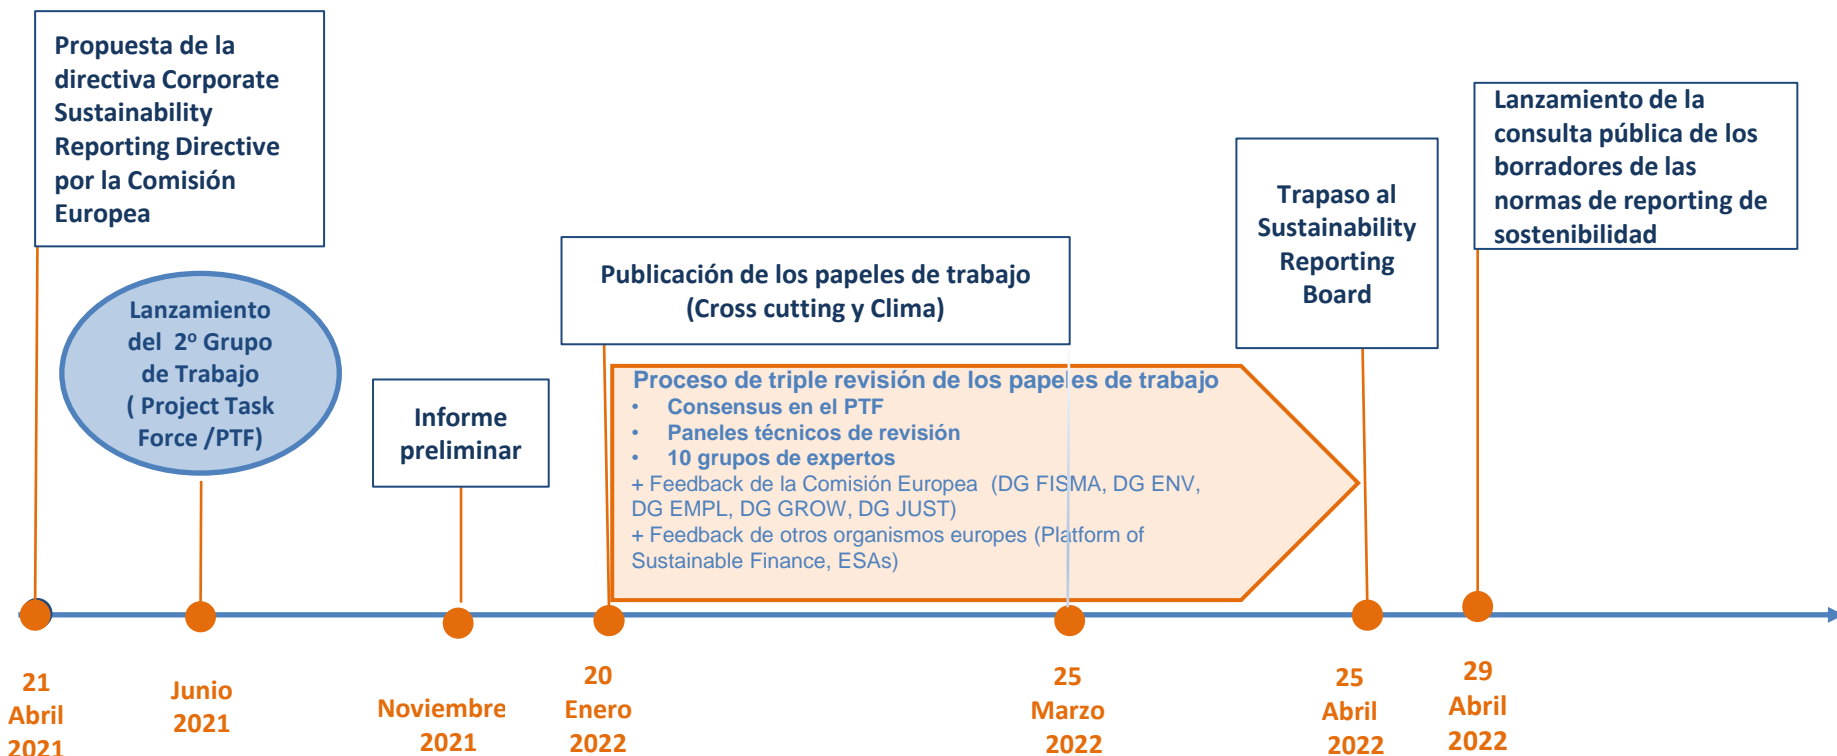 Propuesta de la
directiva Corporate
Sustainability
Reporting Directive
por la Comisión
Europea
Lanzamiento
del 2º Grupo
de Trabajo
( Project Task
Force /PTF)
Informe
preliminar
Publicación de los papeles de trabajo
(Cross cutting y Clima)
Proceso de triple revisión de los papeles de trabajo
• Consensus en el PTF
• Paneles técnicos de revisión
• 10 grupos de expertos
+ Feedback de la Comisión Europea (DG FISMA, DG ENV,
DG EMPL, DG GROW, DG JUST)
+ Feedback de otros organismos europes (Platform of
Sustainable Finance, ESAs)
Trapaso al
Sustainability
Reporting
Board
Lanzamiento de la
consulta pública de los
borradores de las
normas de reporting de
sostenibilidad
21
Abril
2021
Junio
2021
Noviembre
2021
20
Enero
2022
25
Marzo
2022
25
Abril
2022
29
Abril
2022